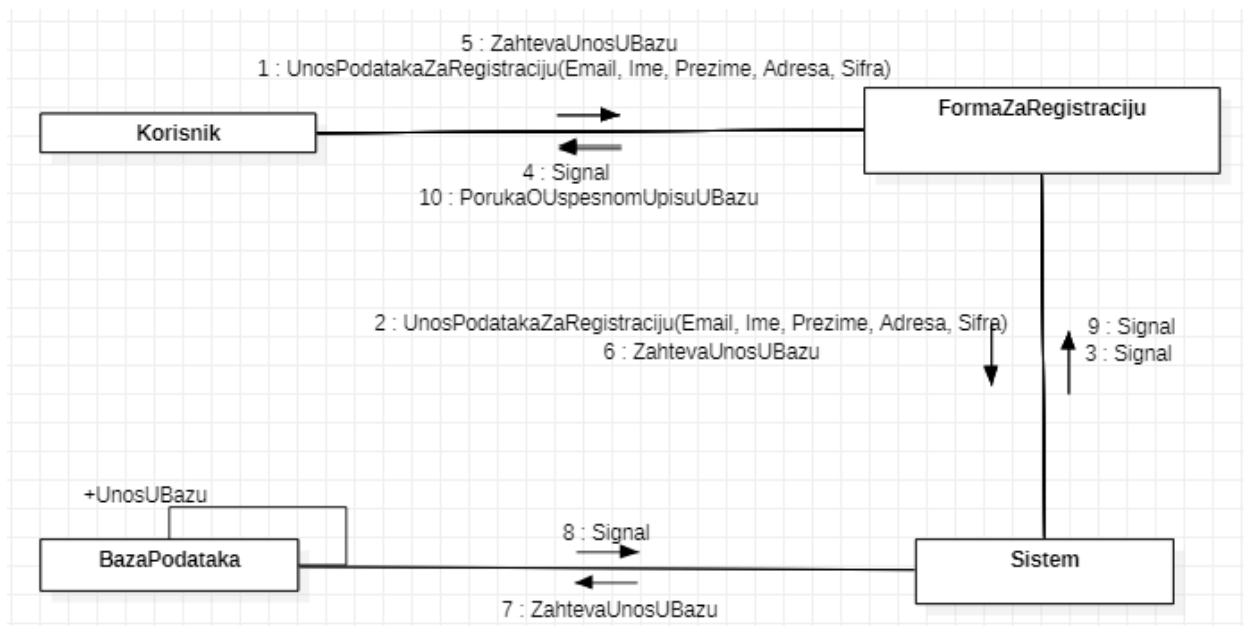 5 : ZahtevaUnosUBazu
1 : UnosPodatakaZaRegistraciju(Email, Ime, Prezime, Adresa, Sifra)
Korisnik
FormaZaRegistraciju
4 : Signal
10 : PorukaOUspesnomUpisuUBazu
2 : UnosPodatakaZaRegistraciju(Email, Ime, Prezime, Adresa, Sifra)
6 : ZahtevaUnosUBazu
9 : Signal
3 : Signal
+UnosUBazu
BazaPodataka
8 : Signal
7 : ZahtevaUnosUBazu
Sistem